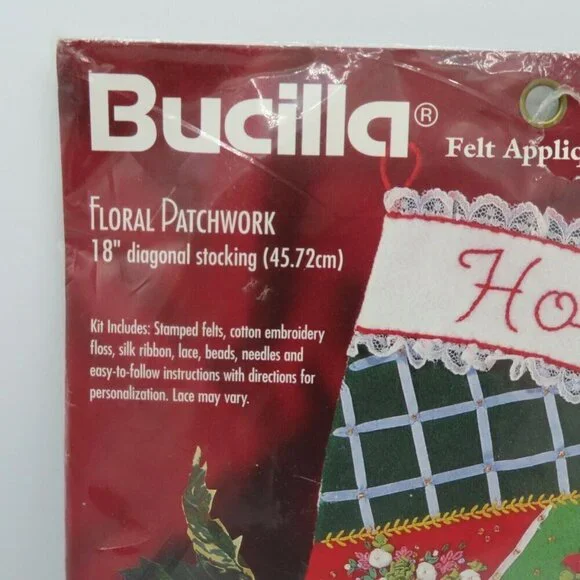 Bucilla®
Felt Appliq
FLORAL PATCHWORK
18" diagonal stocking (45.72cm)
Ho
Kit Includes: Stamped felts, cotton embroidery
floss, silk ribbon, lace, beads, needles and
easy-to-follow instructions with directions for
personalization. Lace may vary.